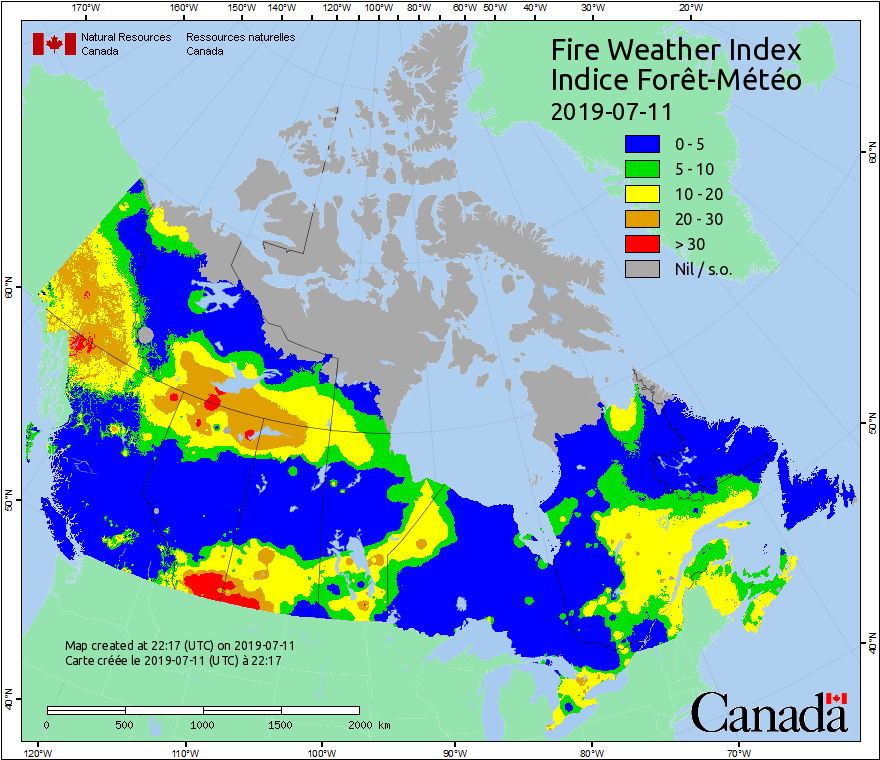 170°W 160°W 150°W 140°W 130°W 120°W 110°W 100°W 90°W 80°W 70°W 60°W 50°W 40°W 30°W 20°W
Natural Resources Canada
Ressources naturelles Canada
Fire Weather Index
Indice Forêt-Météo
2019-07-11
0 - 5
5 - 10
10 - 20
20 - 30
> 30
Nil / s.o.
60°N
60°N
50°N
50°N
40°N
40°N
Map created at 22:17 (UTC) on 2019-07-11
Carte créée le 2019-07-11 (UTC) à 22:17
0 500 1000 1500 2000 km
Canada
120°W 110°W 100°W 90°W 80°W 70°W